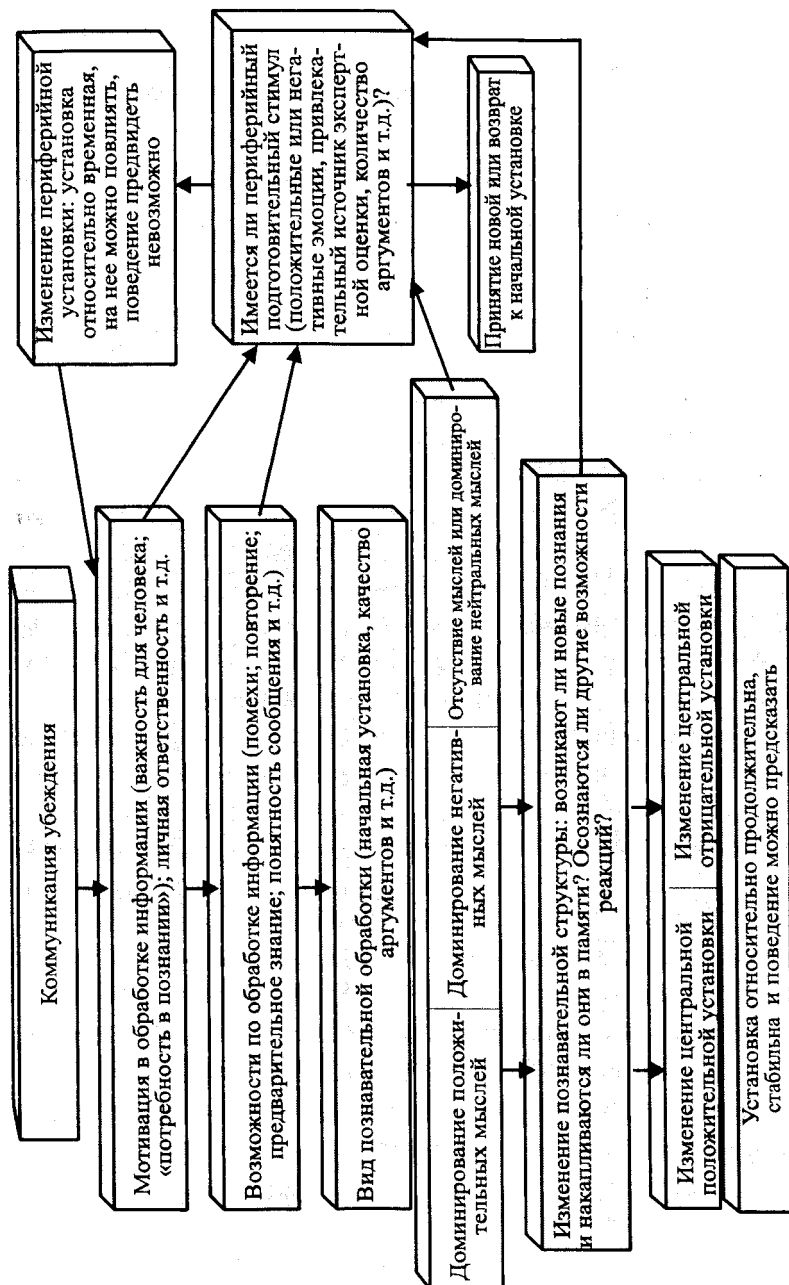 Коммуникация убеждения
Мотивация в обработке информации (важность для человека;
«потребность в познании»); личная ответственность и т.д.
Возможности по обработке информации (помехи; повторение;
предварительное знание; понятность сообщения и т.д.)
Вид познавательной обработки (начальная установка, качество
аргументов и т.д.)
Доминирование положи-
тельных мыслей
Доминирование негатив-
ных мыслей
Отсутствие мыслей или доминиро-
вание нейтральных мыслей
Изменение познавательной структуры: возникают ли новые познания
и накапливаются ли они в памяти? Осознаются ли другие возможности
реакций?
Изменение центральной
положительной установки
Изменение центральной
отрицательной установки
Установка относительно продолжительна,
стабильна и поведение можно предсказать
Изменение периферийной
установки: установка
относительно временная,
на нее можно повлиять,
поведение предвидеть
невозможно
Имеется ли периферийный
подготовительный стимул
(положительные или нега-
тивные эмоции, привлека-
тельный источник эксперт-
ной оценки, количество
аргументов и т.д.)?
Принятие новой или возврат
к начальной установке